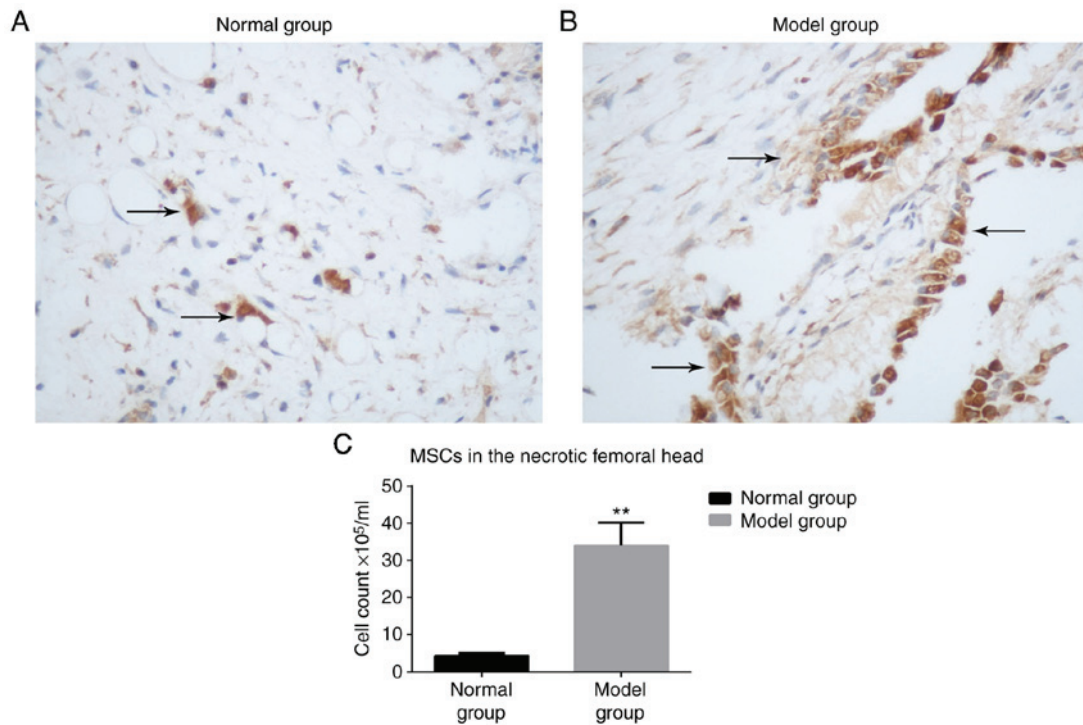 A
Normal group
B
Model group
C
MSCs in the necrotic femoral head
Cell count ×10⁵/ml
50
40
30
20
10
0
**
Normal group
Model group
Normal
group
Model
group